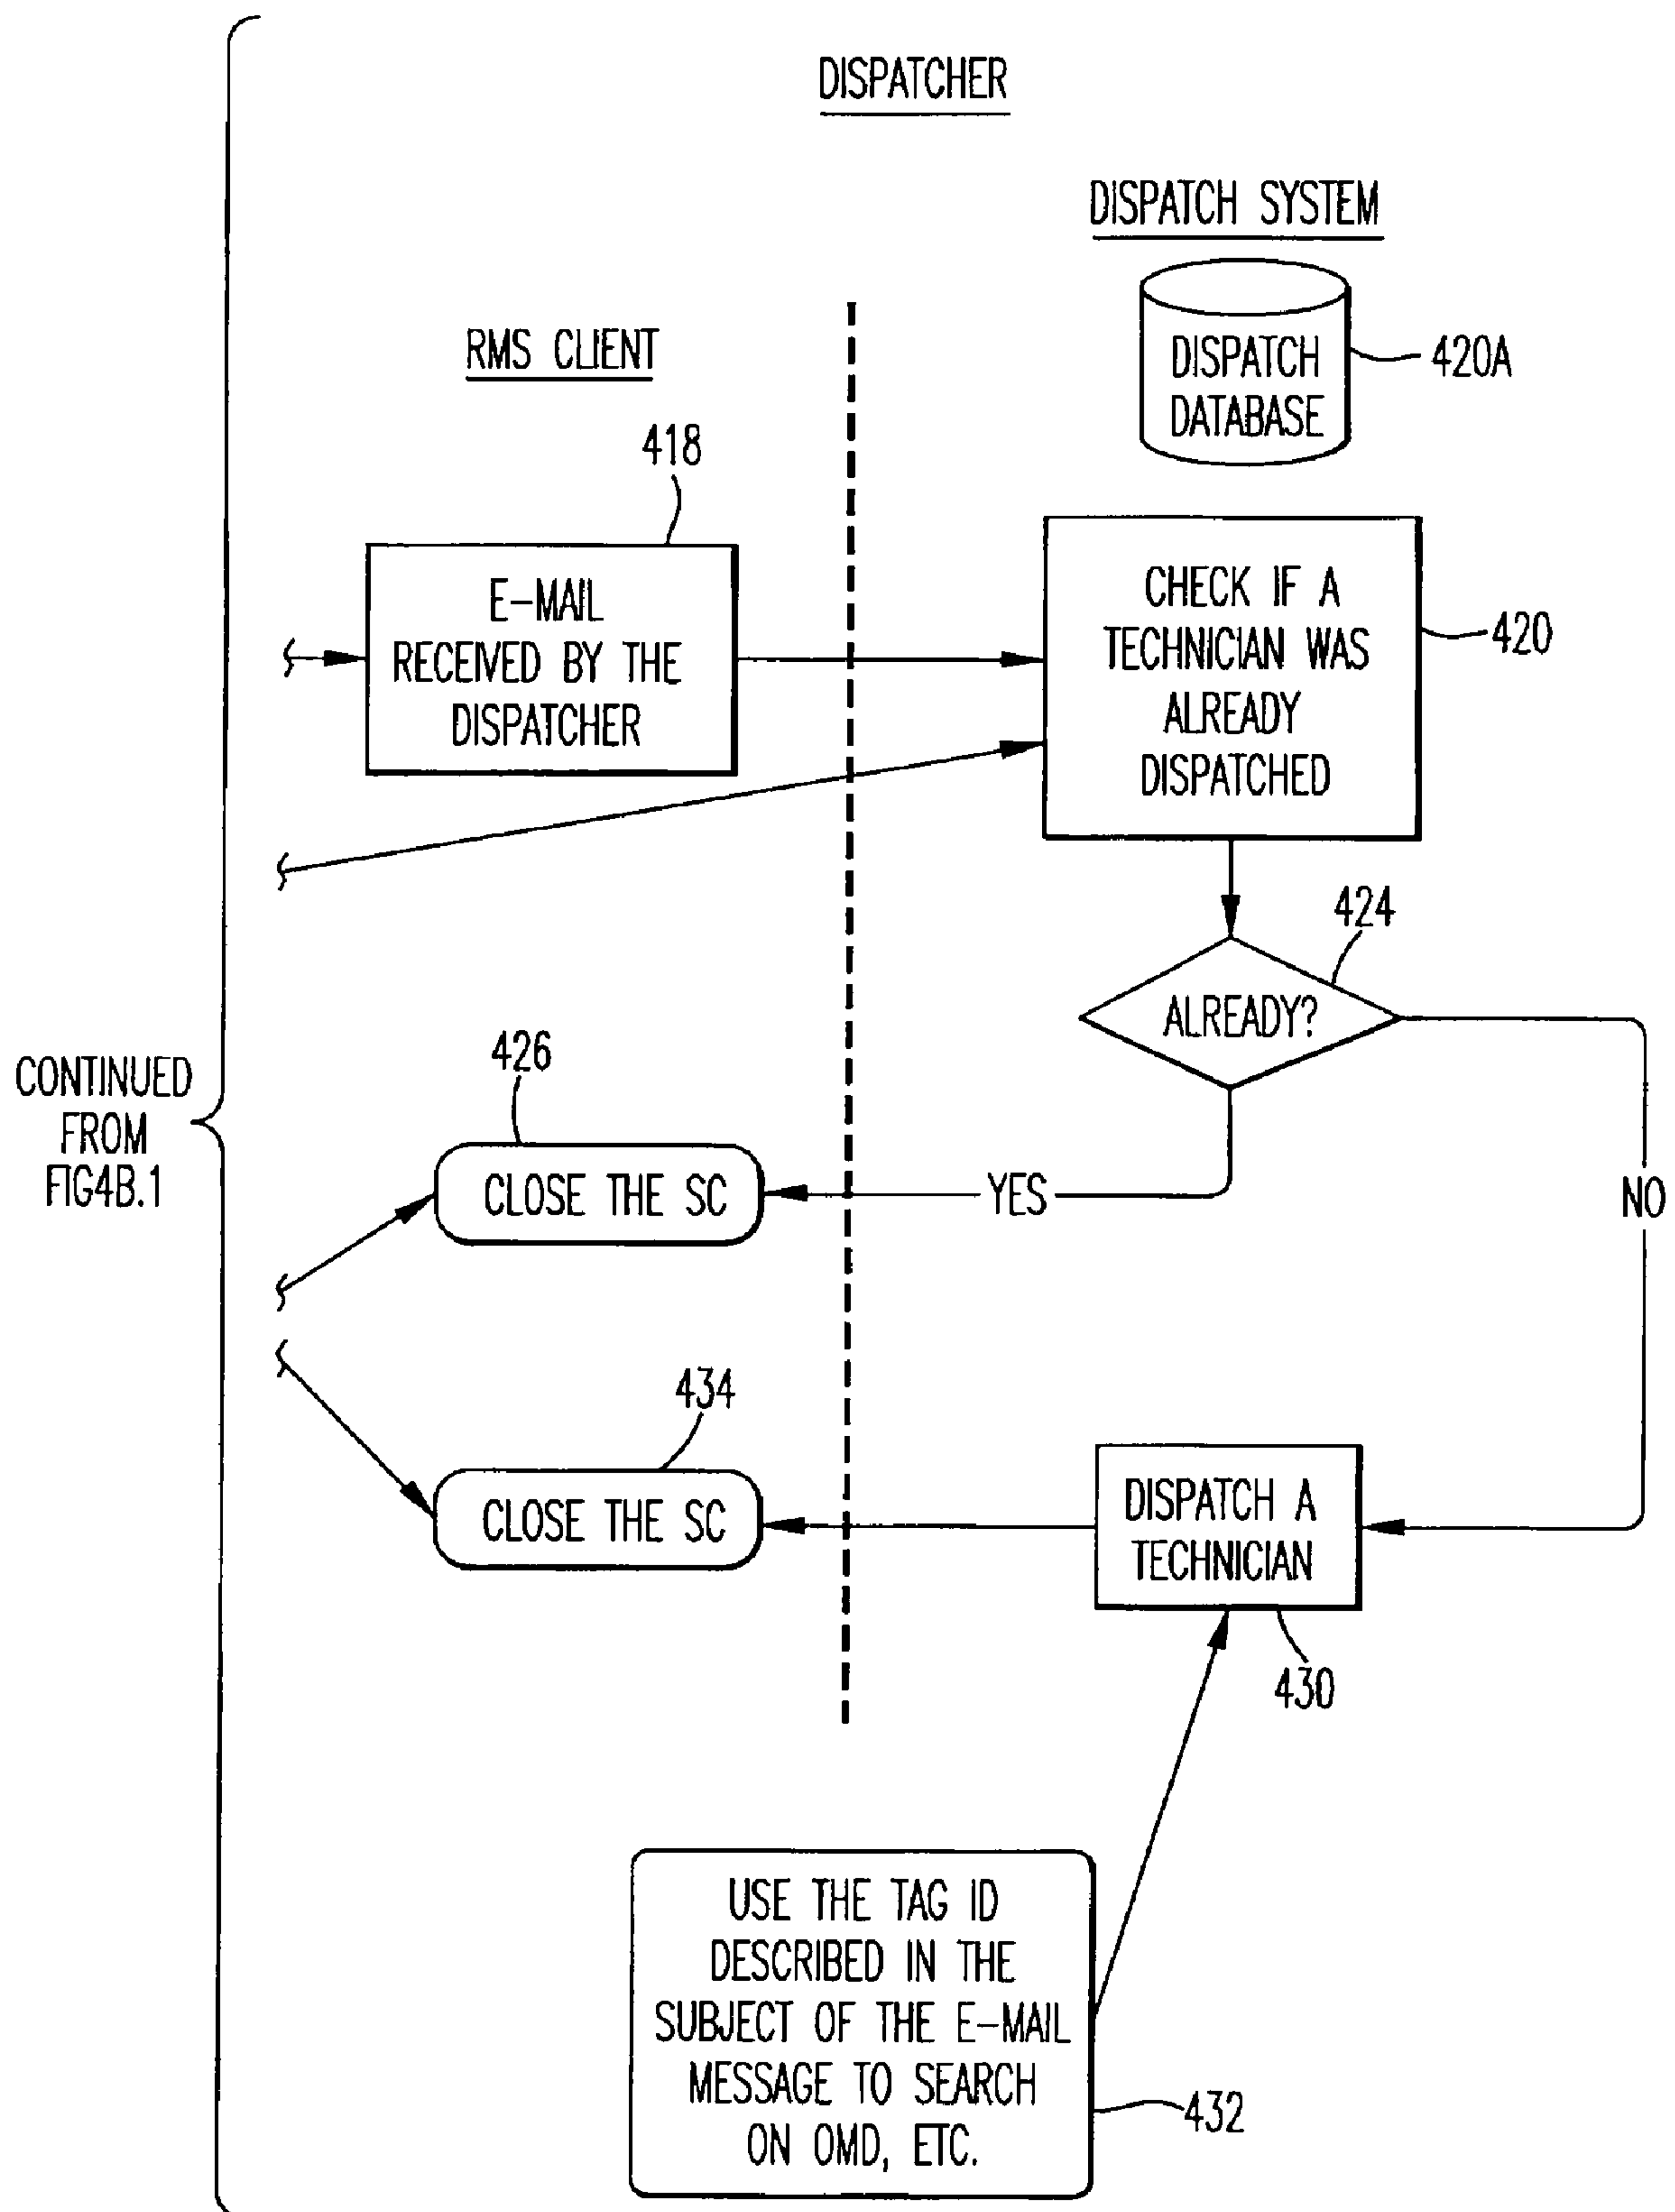 DISPATCHER
DISPATCH SYSTEM
RMS CLIENT
DISPATCH
DATABASE
420A
418
E-MAIL
RECEIVED BY THE
DISPATCHER
CHECK IF A
TECHNICIAN WAS
ALREADY
DISPATCHED
420
424
ALREADY?
CONTINUED
FROM
FIG4B.1
426
CLOSE THE SC
YES
NO
434
CLOSE THE SC
DISPATCH A
TECHNICIAN
430
USE THE TAG ID
DESCRIBED IN THE
SUBJECT OF THE E-MAIL
MESSAGE TO SEARCH
ON OMD, ETC.
432